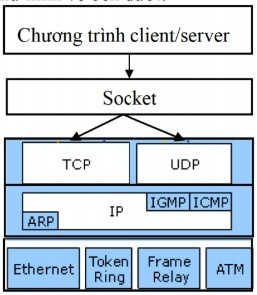 Chương trình client/server
Socket
TCP UDP
IGMP ICMP
IP
ARP
Ethernet Token Ring Frame Relay ATM